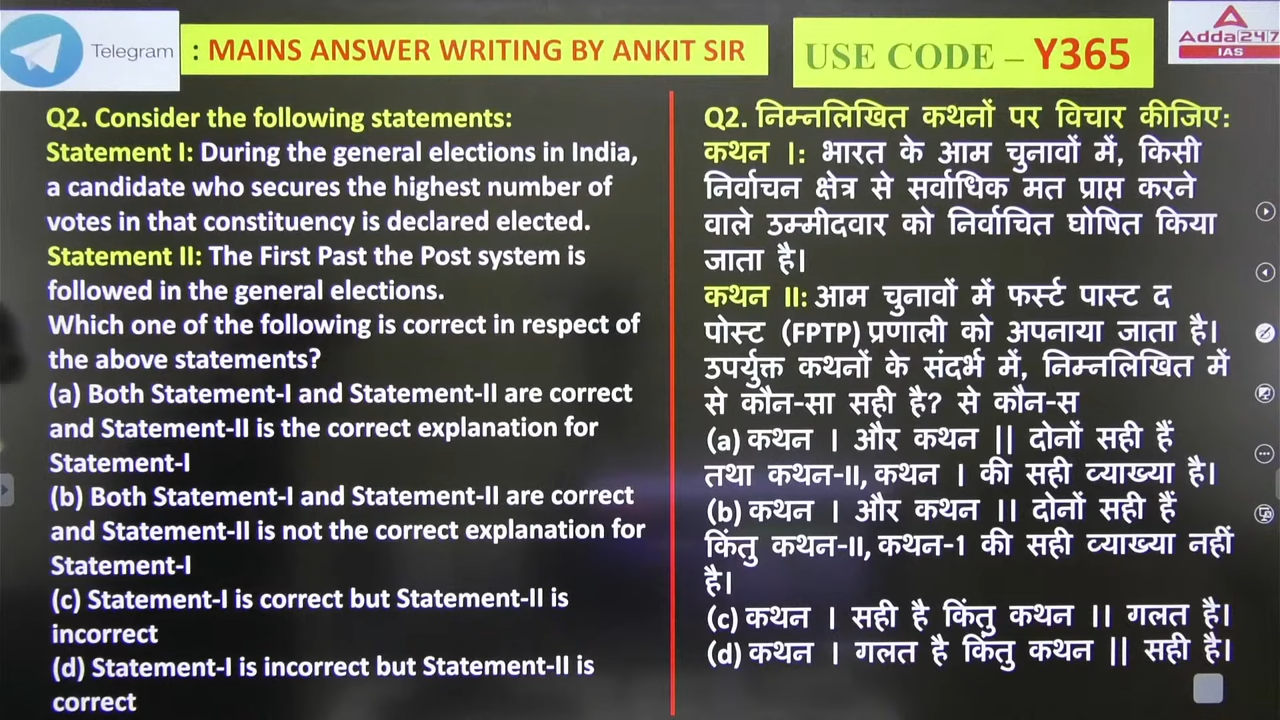 Telegram
: MAINS ANSWER WRITING BY ANKIT SIR
USE CODE – Y365
Adda 247
IAS
Q2. Consider the following statements:
Statement I: During the general elections in India,
a candidate who secures the highest number of
votes in that constituency is declared elected.
Statement II: The First Past the Post system is
followed in the general elections.
Which one of the following is correct in respect of
the above statements?
(a) Both Statement-I and Statement-II are correct
and Statement-II is the correct explanation for
Statement-I
(b) Both Statement-I and Statement-II are correct
and Statement-II is not the correct explanation for
Statement-I
(c) Statement-I is correct but Statement-II is
incorrect
(d) Statement-I is incorrect but Statement-II is
correct
Q2. निम्नलिखित कथनों पर विचार कीजिए:
कथन I: भारत के आम चुनावों में, किसी
निर्वाचन क्षेत्र से सर्वाधिक मत प्राप्त करने
वाले उम्मीदवार को निर्वाचित घोषित किया
जाता है।
कथन II: आम चुनावों में फर्स्ट पास्ट द
पोस्ट (FPTP) प्रणाली को अपनाया जाता है।
उपर्युक्त कथनों के संदर्भ में, निम्नलिखित में
से कौन-सा सही है? से कौन-स
(a) कथन । और कथन || दोनों सही हैं
तथा कथन-II, कथन । की सही व्याख्या है।
(b) कथन । और कथन ।। दोनों सही हैं
किंतु कथन-II, कथन-1 की सही व्याख्या नहीं
है।
(c) कथन । सही है किंतु कथन ।। गलत है।
(d) कथन । गलत है किंतु कथन || सही है।